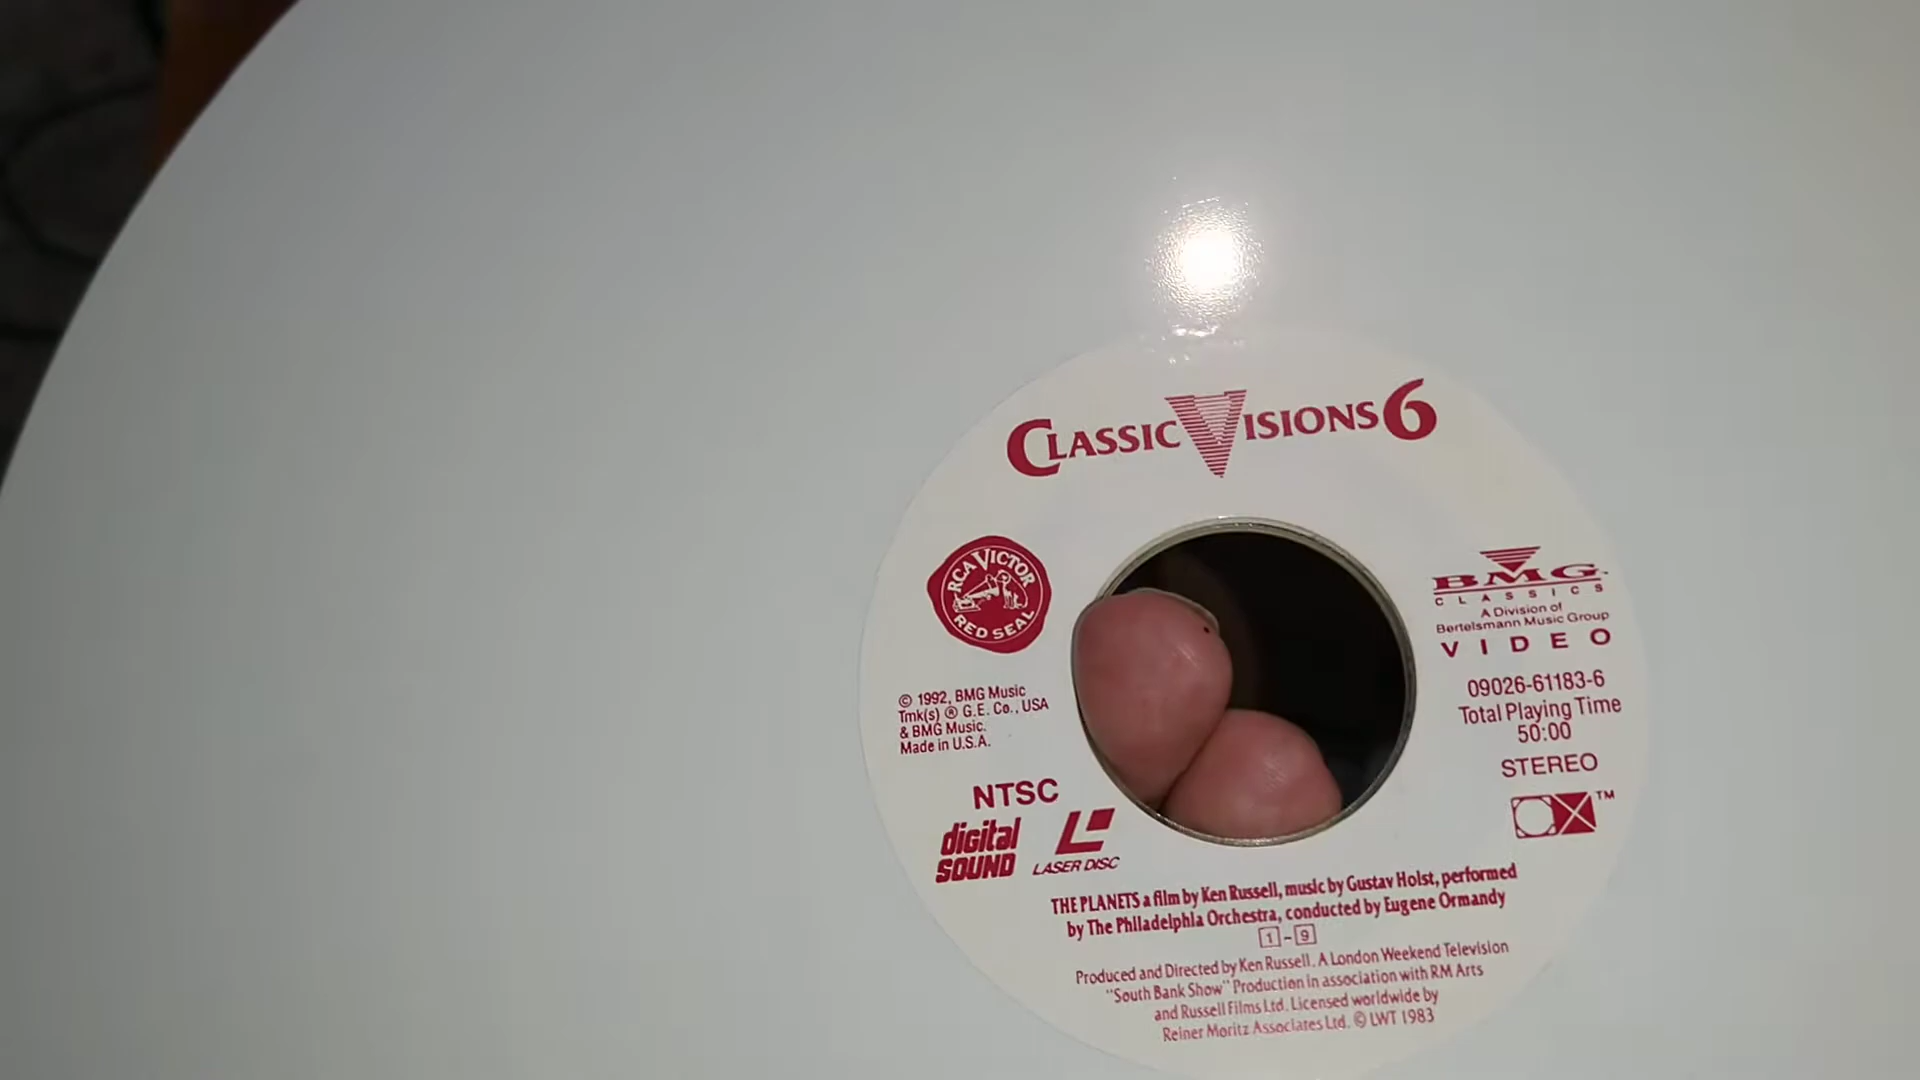 CLASSIC VISIONS 6
RCA VICTOR
RED SEAL
BMG
CLASSICS
A Division of
Bertelsmann Music Group
VIDEO
© 1992, BMG Music
Tmk(s) ® G.E. Co., USA
& BMG Music.
Made in U.S.A.
09026-61183-6
Total Playing Time
50:00
STEREO
NTSC
digital
SOUND
LASER DISC
TM
THE PLANETS a film by Ken Russell, music by Gustav Holst, performed
by The Philadelphia Orchestra, conducted by Eugene Ormandy
1 - 9
Produced and Directed by Ken Russell. A London Weekend Television
"South Bank Show" Production in association with RM Arts
and Russell Films Ltd. Licensed worldwide by
Reiner Moritz Associates Ltd. © LWT 1983